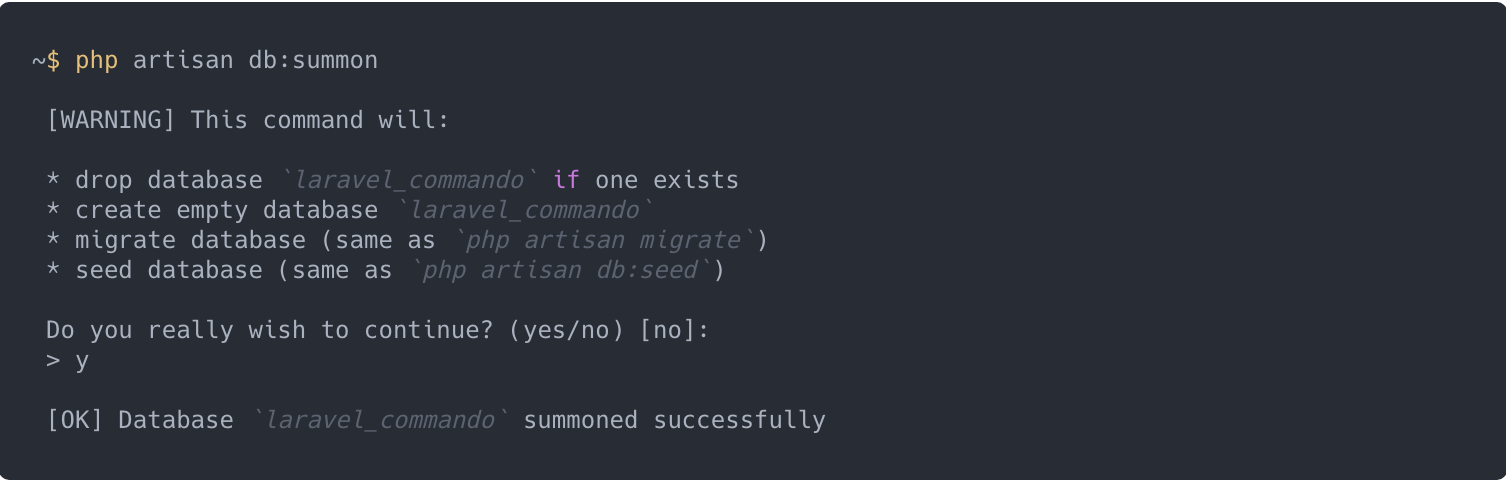 ~$ php artisan db:summon
[WARNING] This command will:
* drop database `laravel_commando` if one exists
* create empty database `laravel_commando`
* migrate database (same as `php artisan migrate`)
* seed database (same as `php artisan db:seed`)
Do you really wish to continue? (yes/no) [no]:
> y
[OK] Database `laravel_commando` summoned successfully